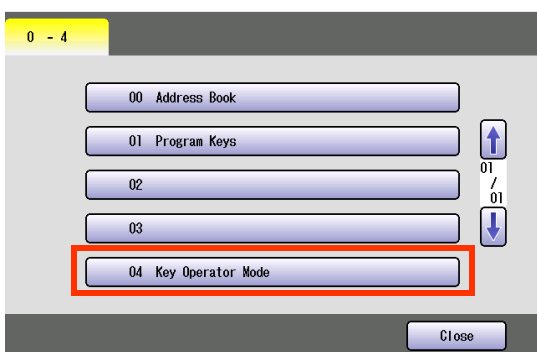 0 - 4
00 Address Book
01 Program Keys
02
03
04 Key Operator Mode
01
/
01
Close